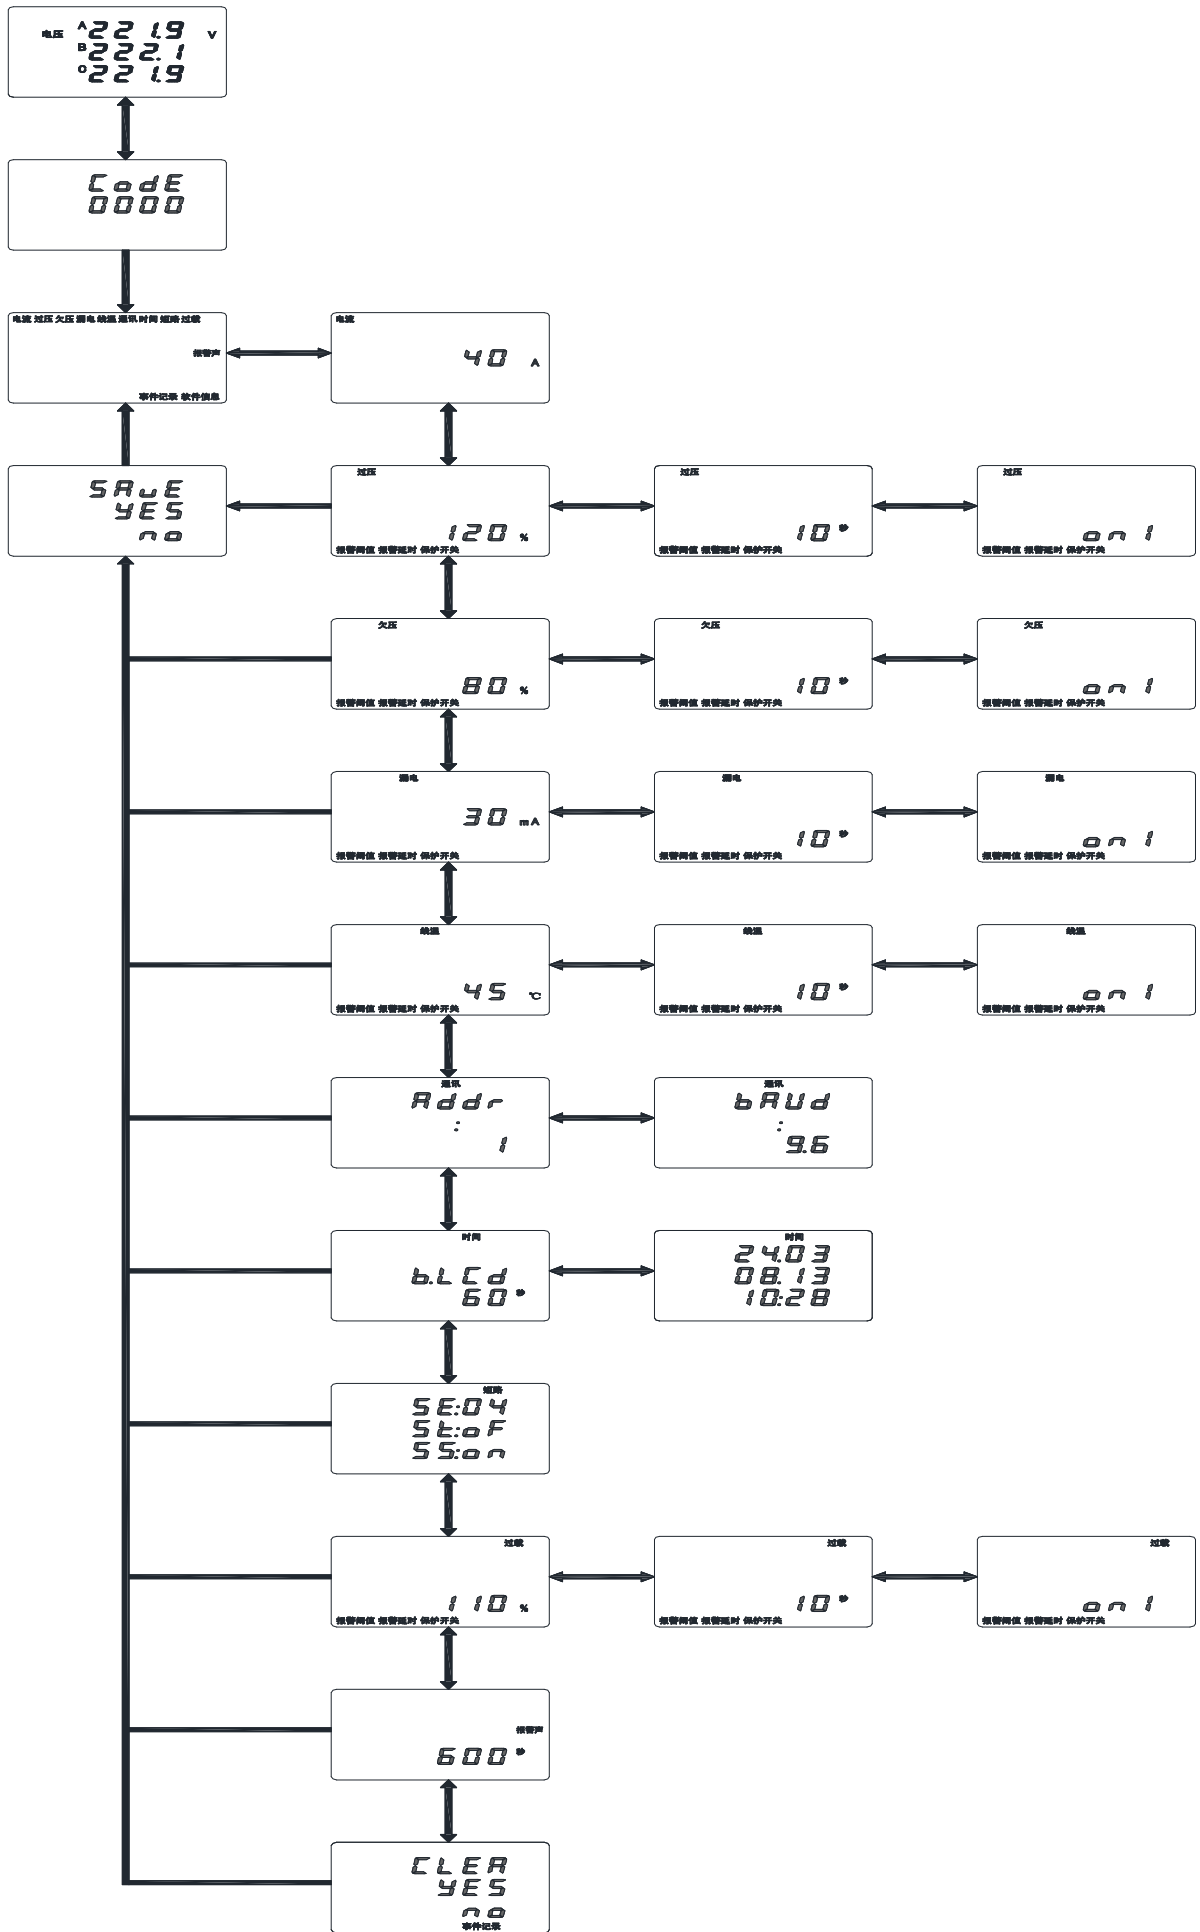 电压 A 221.9 V
B 222.1
C 221.9
CodE
0000
电流 过压 欠压 漏电 线温 通讯 时间 短路 过载
报警声
事件记录 软件信息
电流
40 A
SAvE
YES
no
过压
120 %
报警阈值 报警延时 保护开关
过压
10 秒
报警阈值 报警延时 保护开关
过压
on 1
报警阈值 报警延时 保护开关
欠压
80 %
报警阈值 报警延时 保护开关
欠压
10 秒
报警阈值 报警延时 保护开关
欠压
on 1
报警阈值 报警延时 保护开关
漏电
30 mA
报警阈值 报警延时 保护开关
漏电
10 秒
报警阈值 报警延时 保护开关
漏电
on 1
报警阈值 报警延时 保护开关
线温
45 ℃
报警阈值 报警延时 保护开关
线温
10 秒
报警阈值 报警延时 保护开关
线温
on 1
报警阈值 报警延时 保护开关
通讯
Addr
:
1
通讯
bAUd
:
9.6
时间
b.LCd
60 秒
时间
24.03
08.13
10:28
短路
SE:04
St:oF
SS:on
过载
110 %
报警阈值 报警延时 保护开关
过载
10 秒
报警阈值 报警延时 保护开关
过载
on 1
报警阈值 报警延时 保护开关
报警声
600 秒
CLEA
YES
no
事件记录